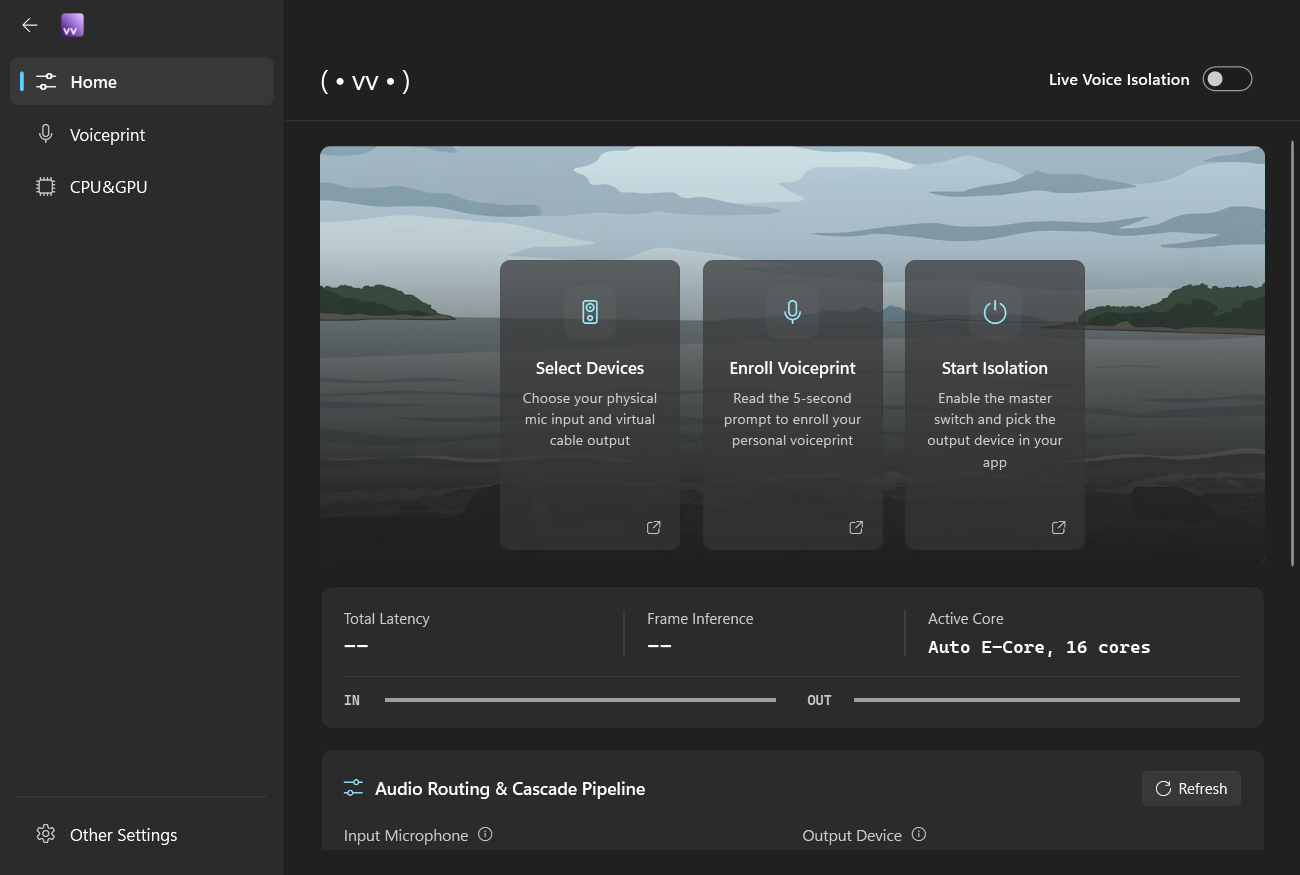 vv
Home
Voiceprint
CPU&GPU
Other Settings
( • vv • )
Live Voice Isolation
Select Devices
Choose your physical
mic input and virtual
cable output
Enroll Voiceprint
Read the 5-second
prompt to enroll your
personal voiceprint
Start Isolation
Enable the master
switch and pick the
output device in your
app
Total Latency
--
Frame Inference
--
Active Core
Auto E-Core, 16 cores
IN
OUT
Audio Routing & Cascade Pipeline
Refresh
Input Microphone
Output Device